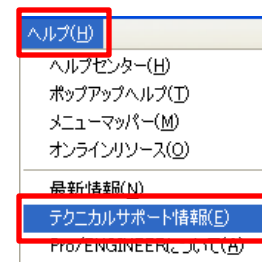 ヘルプ(H)
ヘルプセンター(H)
ポップアップヘルプ(T)
メニューマッパー(M)
オンラインリソース(O)
最新情報(N)
テクニカルサポート情報(E)
Pro/ENGINEERについて(A)